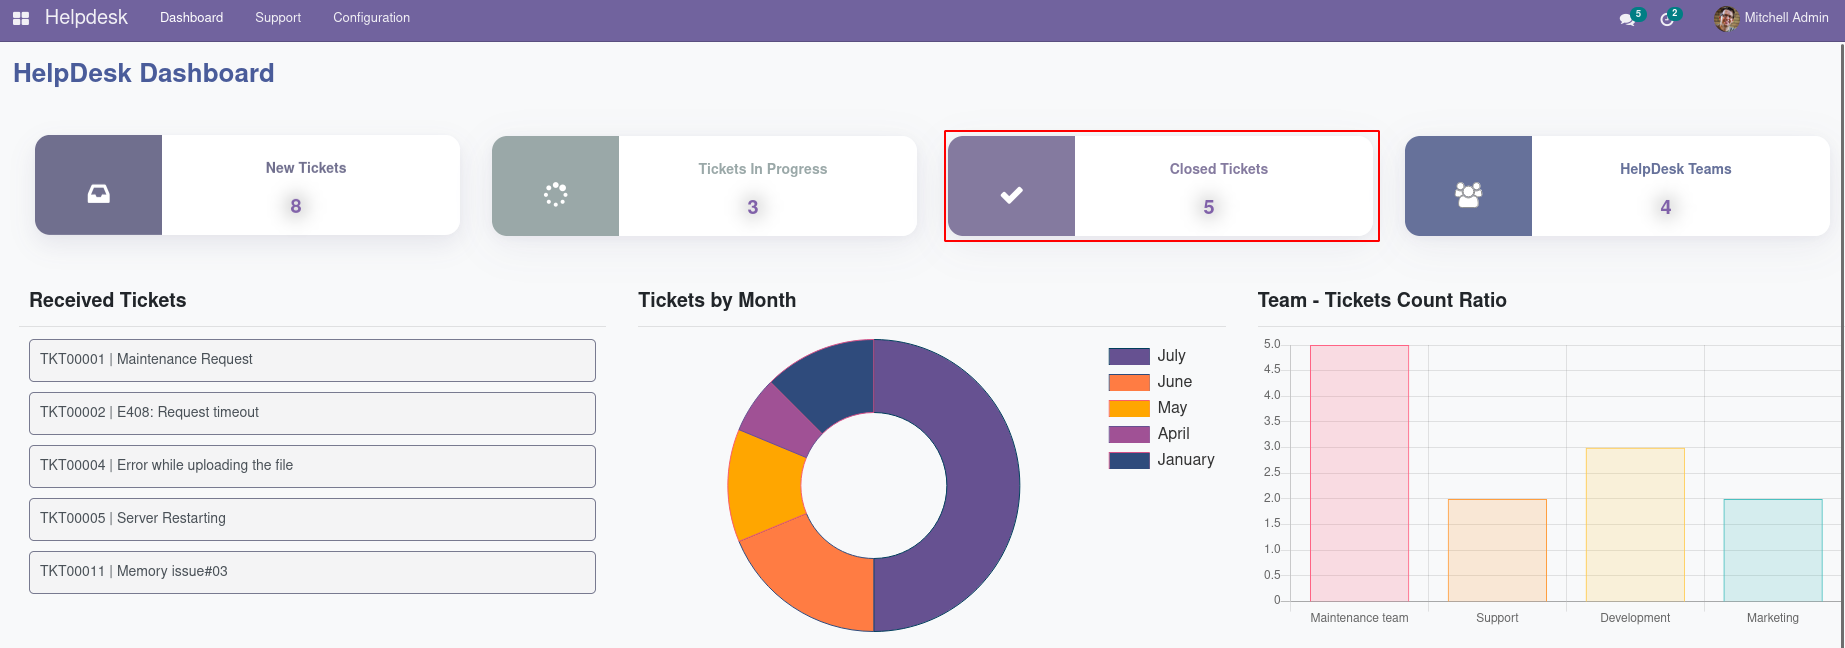 Helpdesk Dashboard Support Configuration 5 2 Mitchell Admin
HelpDesk Dashboard
New Tickets
8
Tickets In Progress
3
Closed Tickets
5
HelpDesk Teams
4
Received Tickets
TKT00001 | Maintenance Request
TKT00002 | E408: Request timeout
TKT00004 | Error while uploading the file
TKT00005 | Server Restarting
TKT00011 | Memory issue#03
Tickets by Month
July
June
May
April
January
Team - Tickets Count Ratio
5.0
4.5
4.0
3.5
3.0
2.5
2.0
1.5
1.0
0.5
0
Maintenance team Support Development Marketing